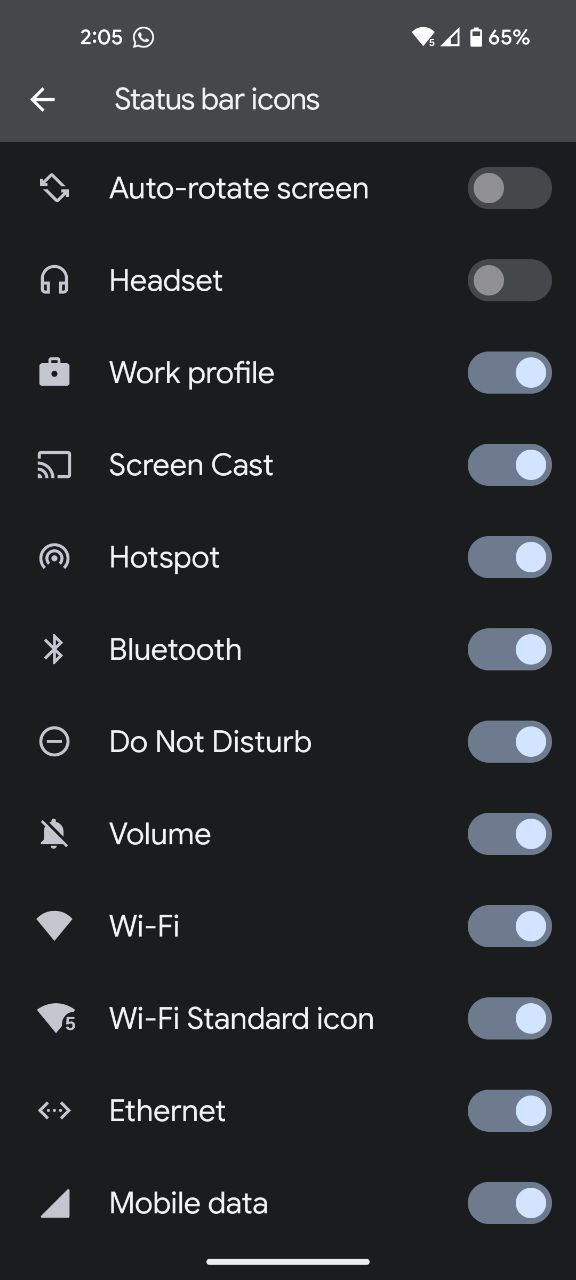 2:05 5 65%
Status bar icons
Auto-rotate screen
Headset
Work profile
Screen Cast
Hotspot
Bluetooth
Do Not Disturb
Volume
Wi-Fi
5 Wi-Fi Standard icon
Ethernet
Mobile data